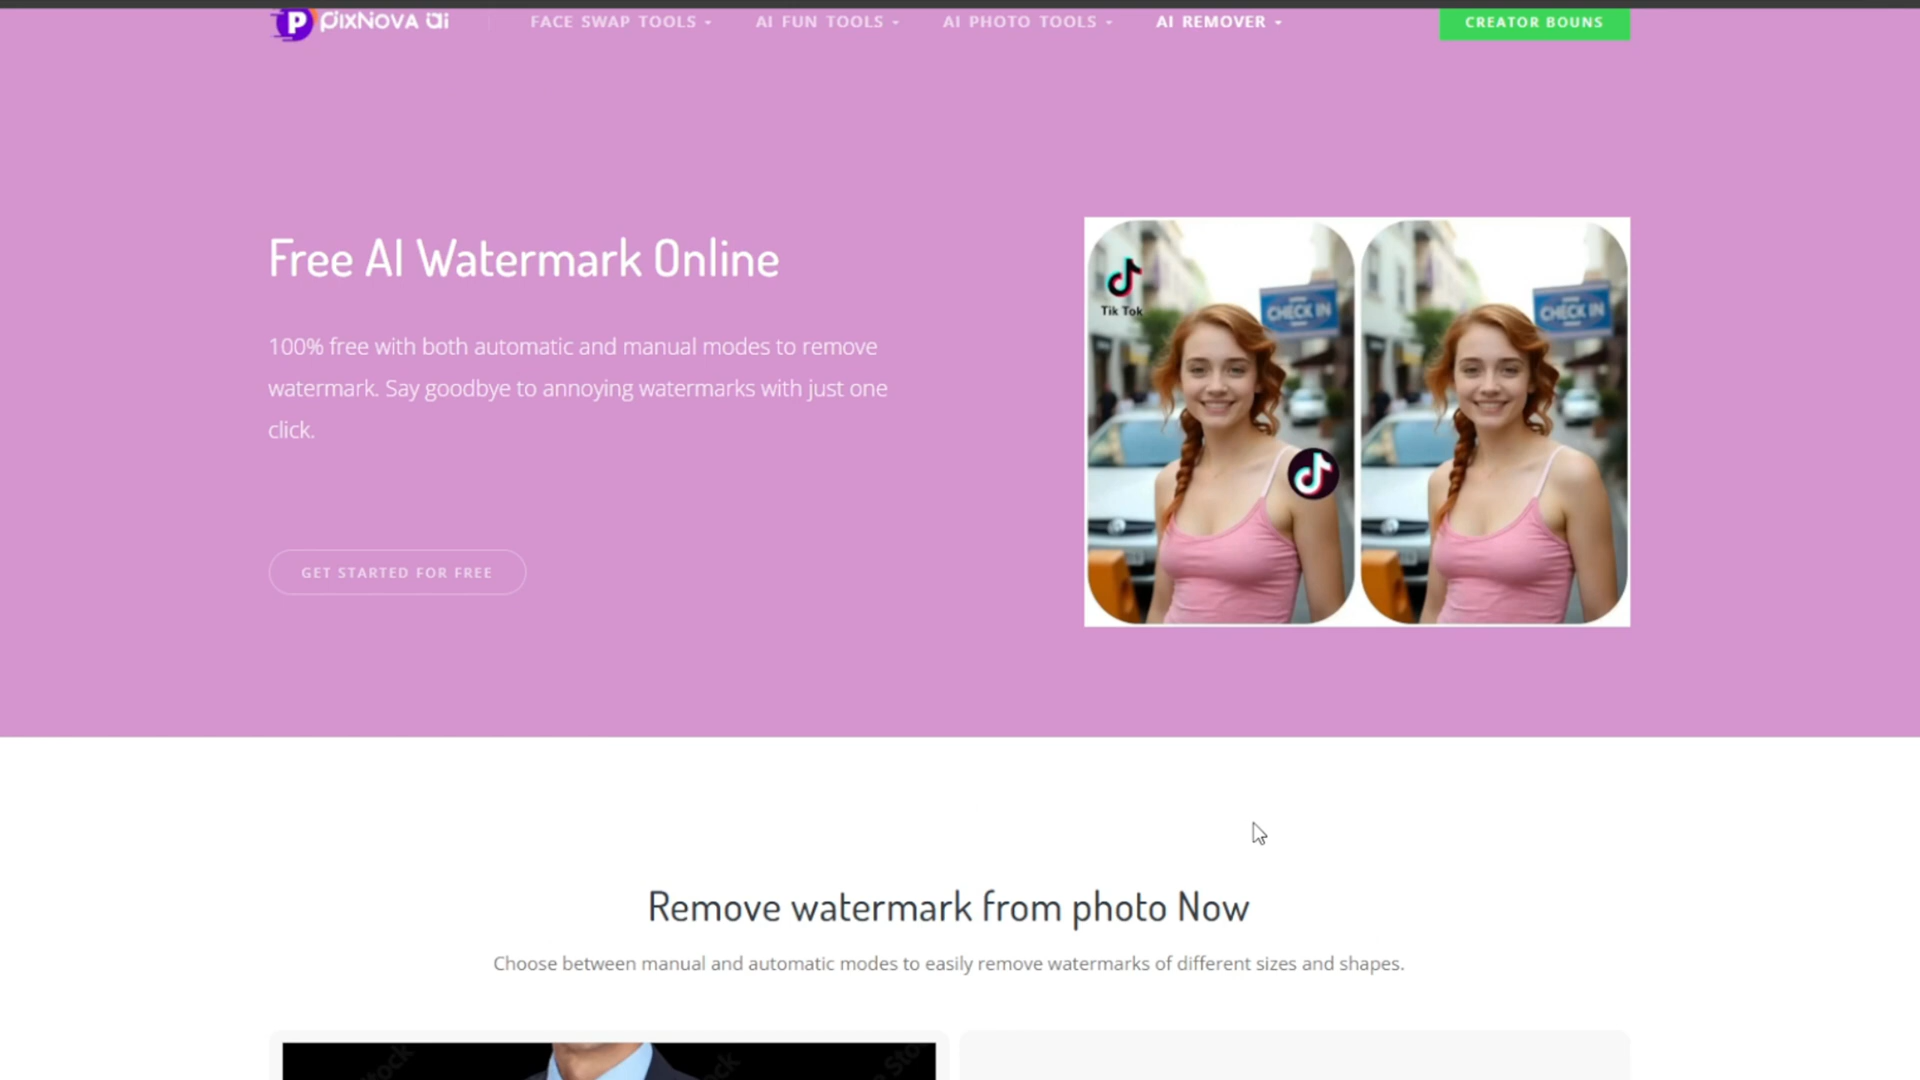 PixNova ai
FACE SWAP TOOLS
AI FUN TOOLS
AI PHOTO TOOLS
AI REMOVER
CREATOR BOUNS
Free AI Watermark Online
100% free with both automatic and manual modes to remove
watermark. Say goodbye to annoying watermarks with just one
click.
GET STARTED FOR FREE
Tik Tok
CHECK IN
CHECK IN
Remove watermark from photo Now
Choose between manual and automatic modes to easily remove watermarks of different sizes and shapes.